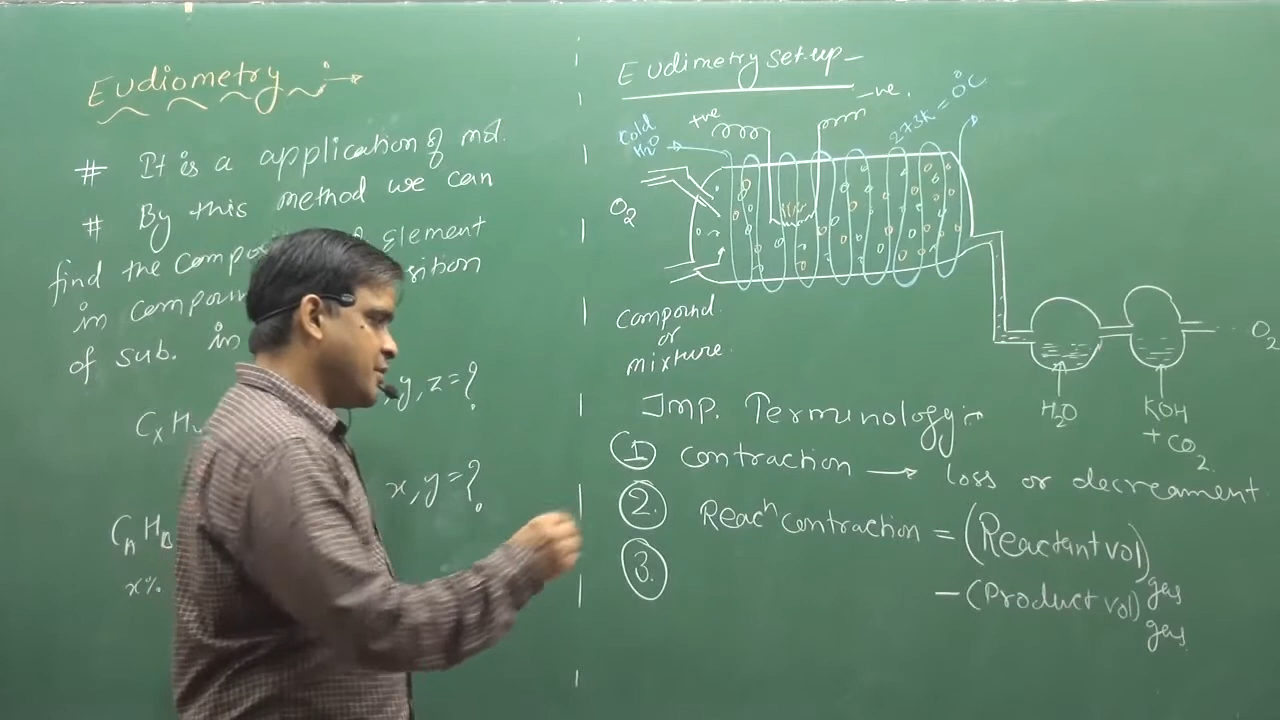 Eudiometry :→
# It is a application of mol.
# By this method we can
find the compo element
in compoun sition
of sub. in
y, z = ?
x, y = ?
x%
Eudimetry set-up –
+ve
–ve.
Cold
H2O
273K = 0°C
O2
compound
or
mixture.
H2O
KOH
+ CO2
O2
Imp. Terminology :-
① contraction → loss or decreament
② Reacⁿ contraction = (Reactant vol) gas
– (Product vol) gas
③